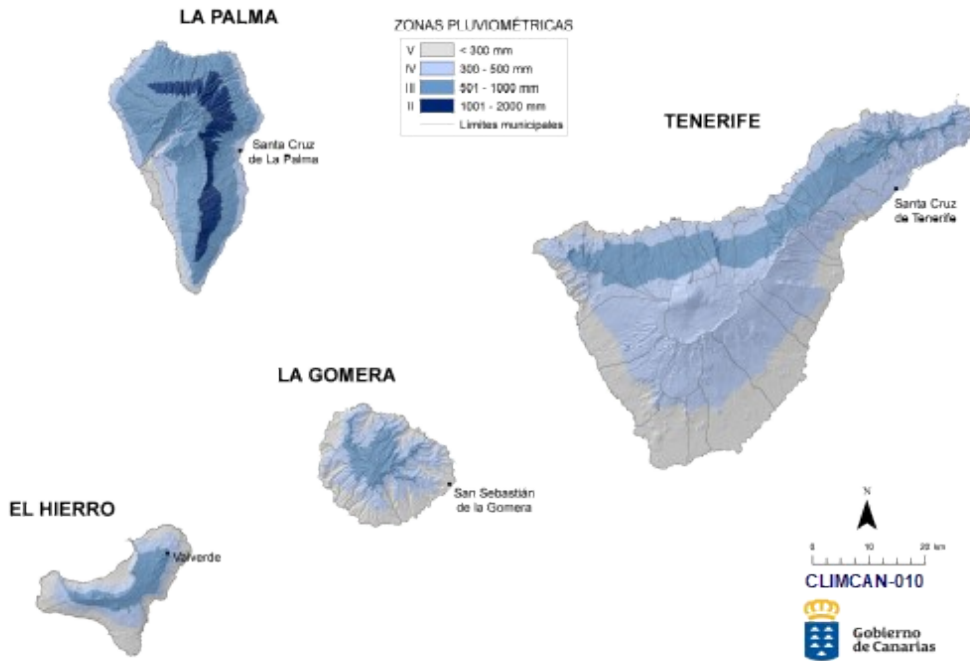 LA PALMA
ZONAS PLUVIOMÉTRICAS
V < 300 mm
IV 300 - 500 mm
III 501 - 1000 mm
II 1001 - 2000 mm
Límites municipales
TENERIFE
Santa Cruz
de La Palma
Santa Cruz
de Tenerife
LA GOMERA
San Sebastián
de la Gomera
EL HIERRO
Valverde
N
0 10 20 km
CLIMCAN-010
Gobierno
de Canarias